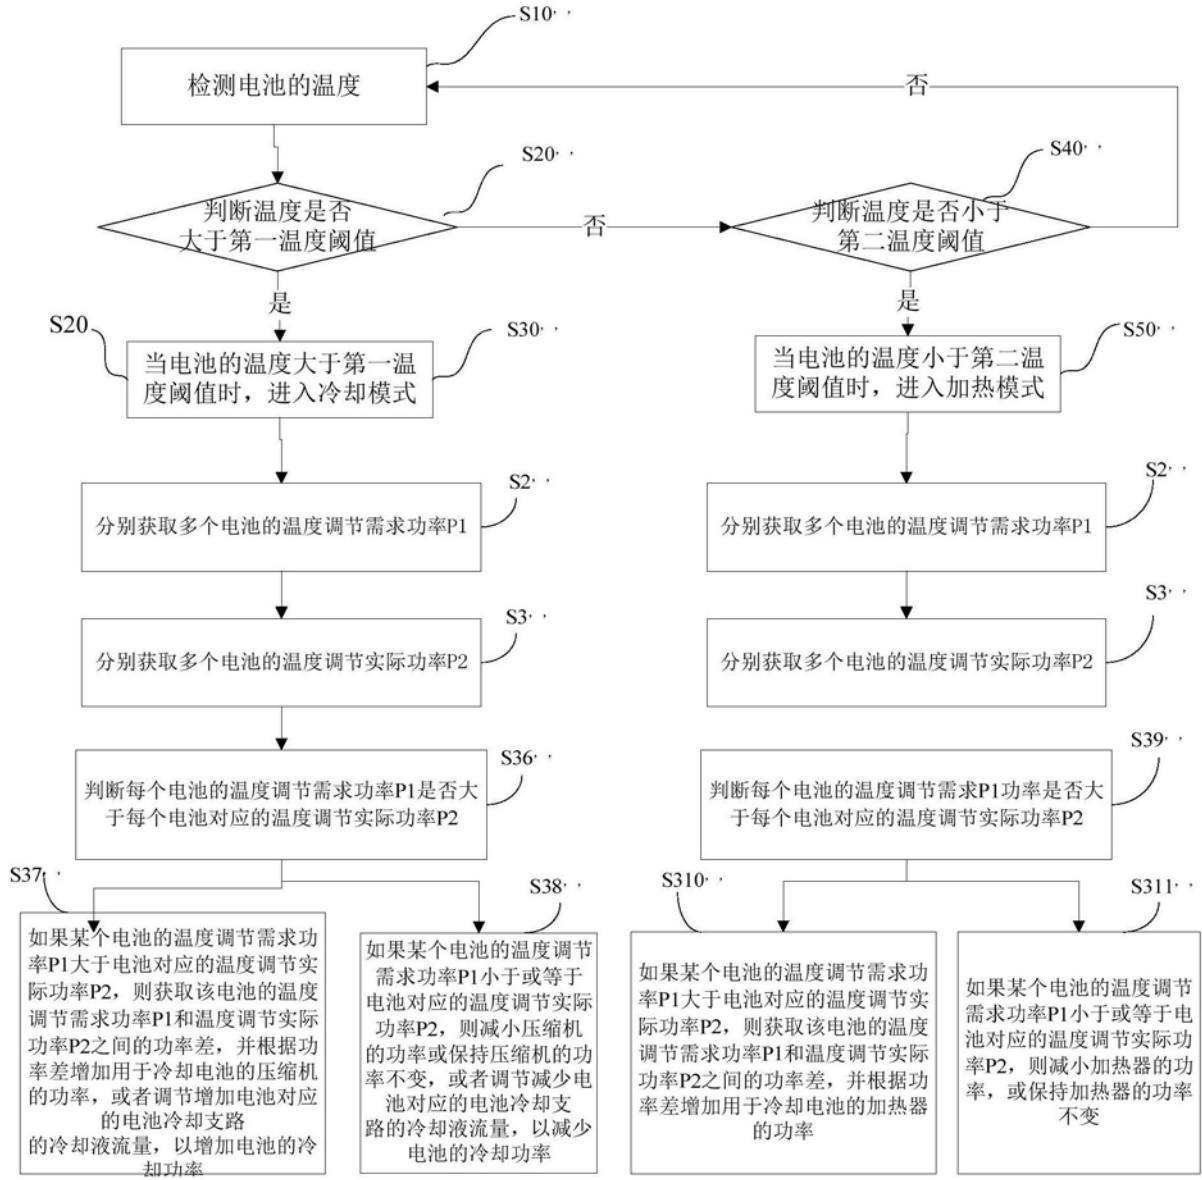 S10' '
检测电池的温度
否
S20' '
判断温度是否
大于第一温度阈值
否
S40' '
判断温度是否小于
第二温度阈值
是
是
S20
S30' '
当电池的温度大于第一温
度阈值时，进入冷却模式
S50' '
当电池的温度小于第二温
度阈值时，进入加热模式
S2' '
分别获取多个电池的温度调节需求功率P1
S2' '
分别获取多个电池的温度调节需求功率P1
S3' '
分别获取多个电池的温度调节实际功率P2
S3' '
分别获取多个电池的温度调节实际功率P2
S36' '
判断每个电池的温度调节需求功率P1是否大
于每个电池对应的温度调节实际功率P2
S39' '
判断每个电池的温度调节需求P1功率是否大
于每个电池对应的温度调节实际功率P2
S37' '
如果某个电池的温度调节需求功
率P1大于电池对应的温度调节实
际功率P2，则获取该电池的温度
调节需求功率P1和温度调节实际
功率P2之间的功率差，并根据功
率差增加用于冷却电池的压缩机
的功率，或者调节增加电池对应
的电池冷却支路
的冷却液流量，以增加电池的冷
却功率
S38' '
如果某个电池的温度调节
需求功率P1小于或等于
电池对应的温度调节实际
功率P2，则减小压缩机
的功率或保持压缩机的功
率不变，或者调节减少电
池对应的电池冷却支
路的冷却液流量，以减少
电池的冷却功率
S310' '
如果某个电池的温度调节需求功
率P1大于电池对应的温度调节实
际功率P2，则获取该电池的温度
调节需求功率P1和温度调节实际
功率P2之间的功率差，并根据功
率差增加用于冷却电池的加热器
的功率
S311' '
如果某个电池的温度调节
需求功率P1小于或等于
电池对应的温度调节实际
功率P2，则减小加热器的功
率，或保持加热器的功率
不变